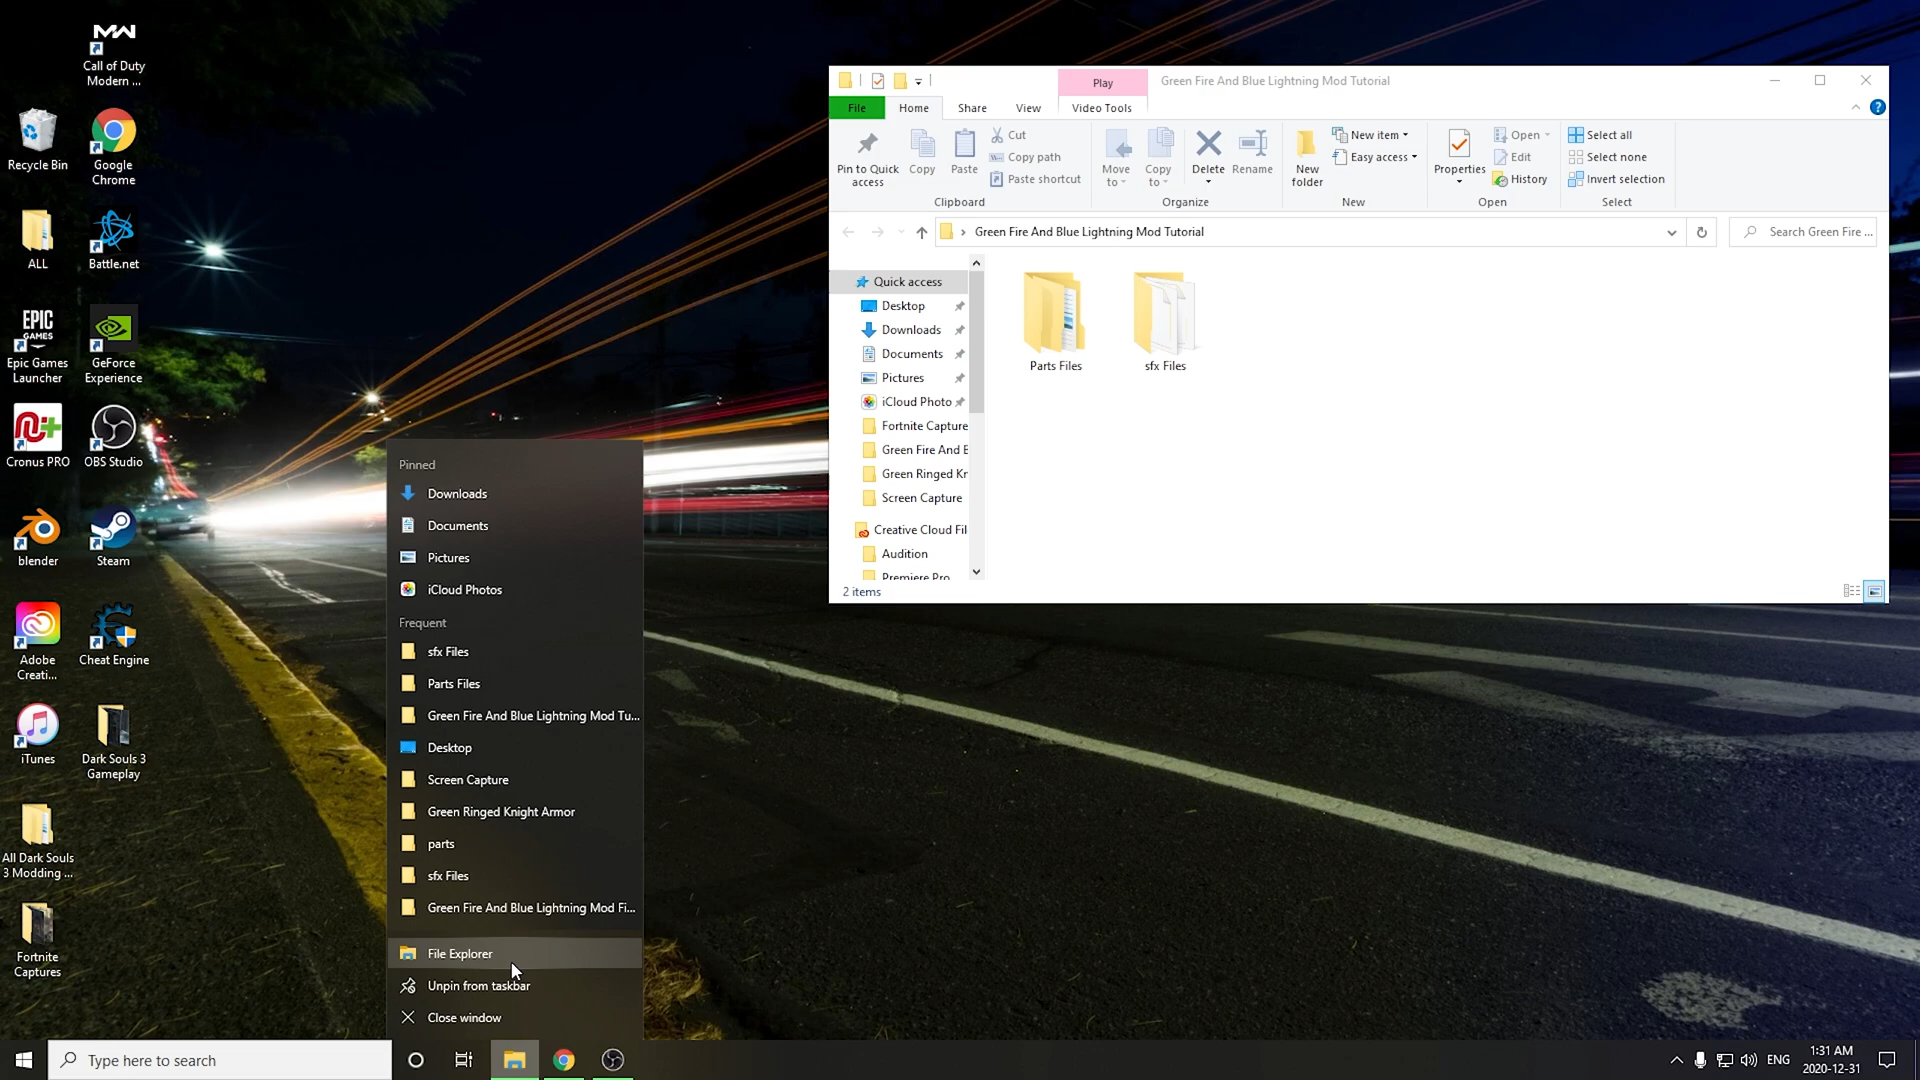 MW
Call of Duty
Modern ...
Recycle Bin
Google
Chrome
ALL
Battle.net
EPIC
GAMES
Epic Games
Launcher
GeForce
Experience
Cronus PRO
OBS Studio
blender
Steam
Adobe
Creati...
Cheat Engine
iTunes
Dark Souls 3
Gameplay
All Dark Souls
3 Modding ...
Fortnite
Captures
Pinned
Downloads
Documents
Pictures
iCloud Photos
Frequent
sfx Files
Parts Files
Green Fire And Blue Lightning Mod Tu...
Desktop
Screen Capture
Green Ringed Knight Armor
parts
sfx Files
Green Fire And Blue Lightning Mod Fi...
File Explorer
Unpin from taskbar
Close window
Play
Green Fire And Blue Lightning Mod Tutorial
File
Home
Share
View
Video Tools
Pin to Quick
access
Copy
Paste
Cut
Copy path
Paste shortcut
Clipboard
Move
to
Copy
to
Delete
Rename
Organize
New
folder
New item
Easy access
New
Properties
Open
Edit
History
Open
Select all
Select none
Invert selection
Select
Green Fire And Blue Lightning Mod Tutorial
Search Green Fire ...
Quick access
Desktop
Downloads
Documents
Pictures
iCloud Photo
Fortnite Capture
Green Fire And B
Green Ringed Kr
Screen Capture
Creative Cloud Fil
Audition
Premiere Pro
Parts Files
sfx Files
2 items
Type here to search
ENG
1:31 AM
2020-12-31